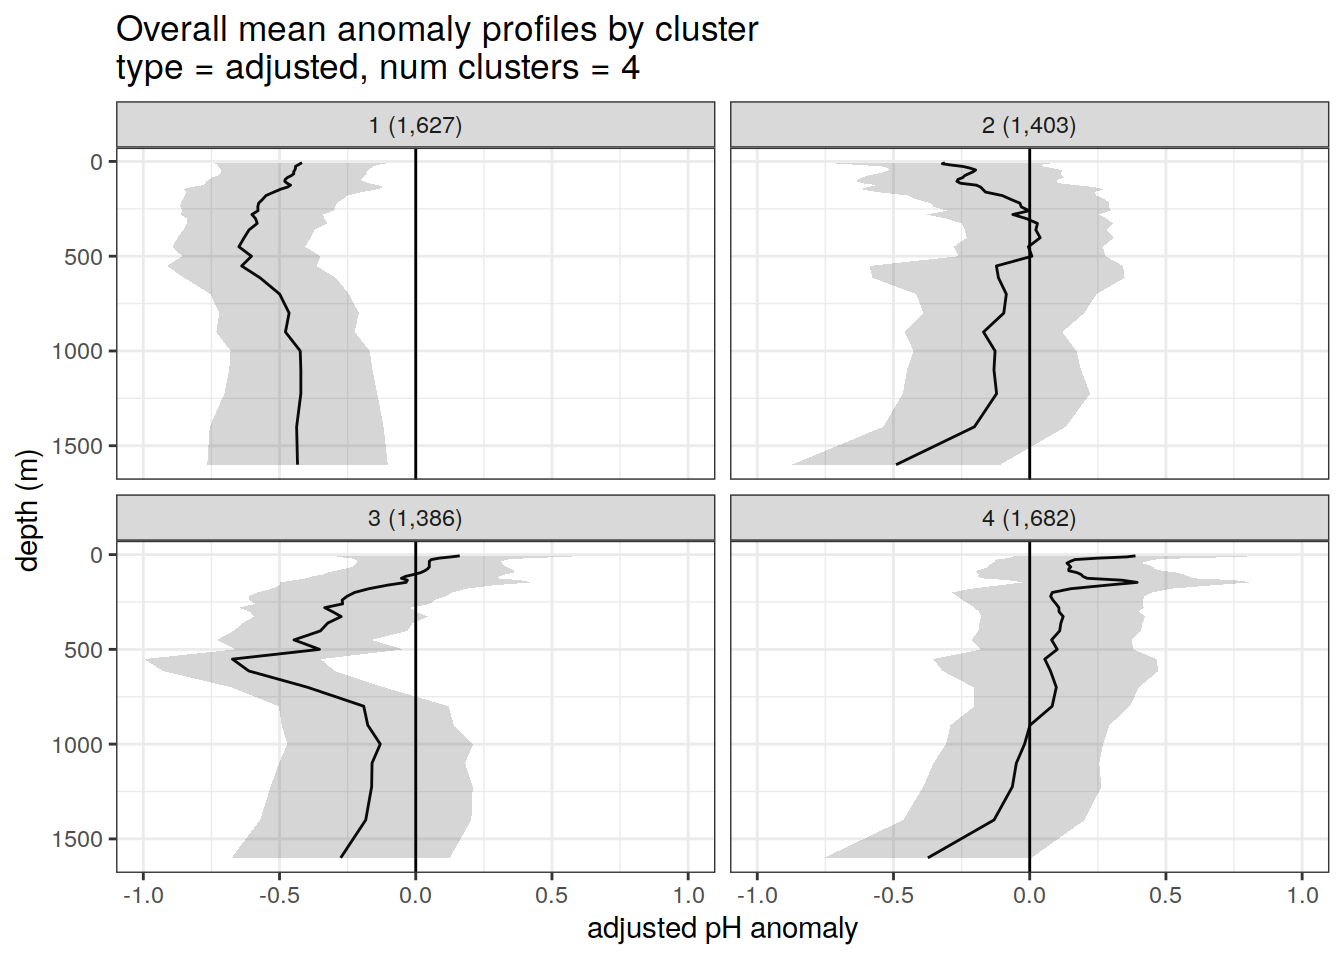 Overall mean anomaly profiles by cluster
type = adjusted, num clusters = 4
1 (1,627)
2 (1,403)
0
500
1000
1500
3 (1,386)
4 (1,682)
0
500
1000
1500
-1.0 -0.5 0.0 0.5 1.0
-1.0 -0.5 0.0 0.5 1.0
adjusted pH anomaly
depth (m)